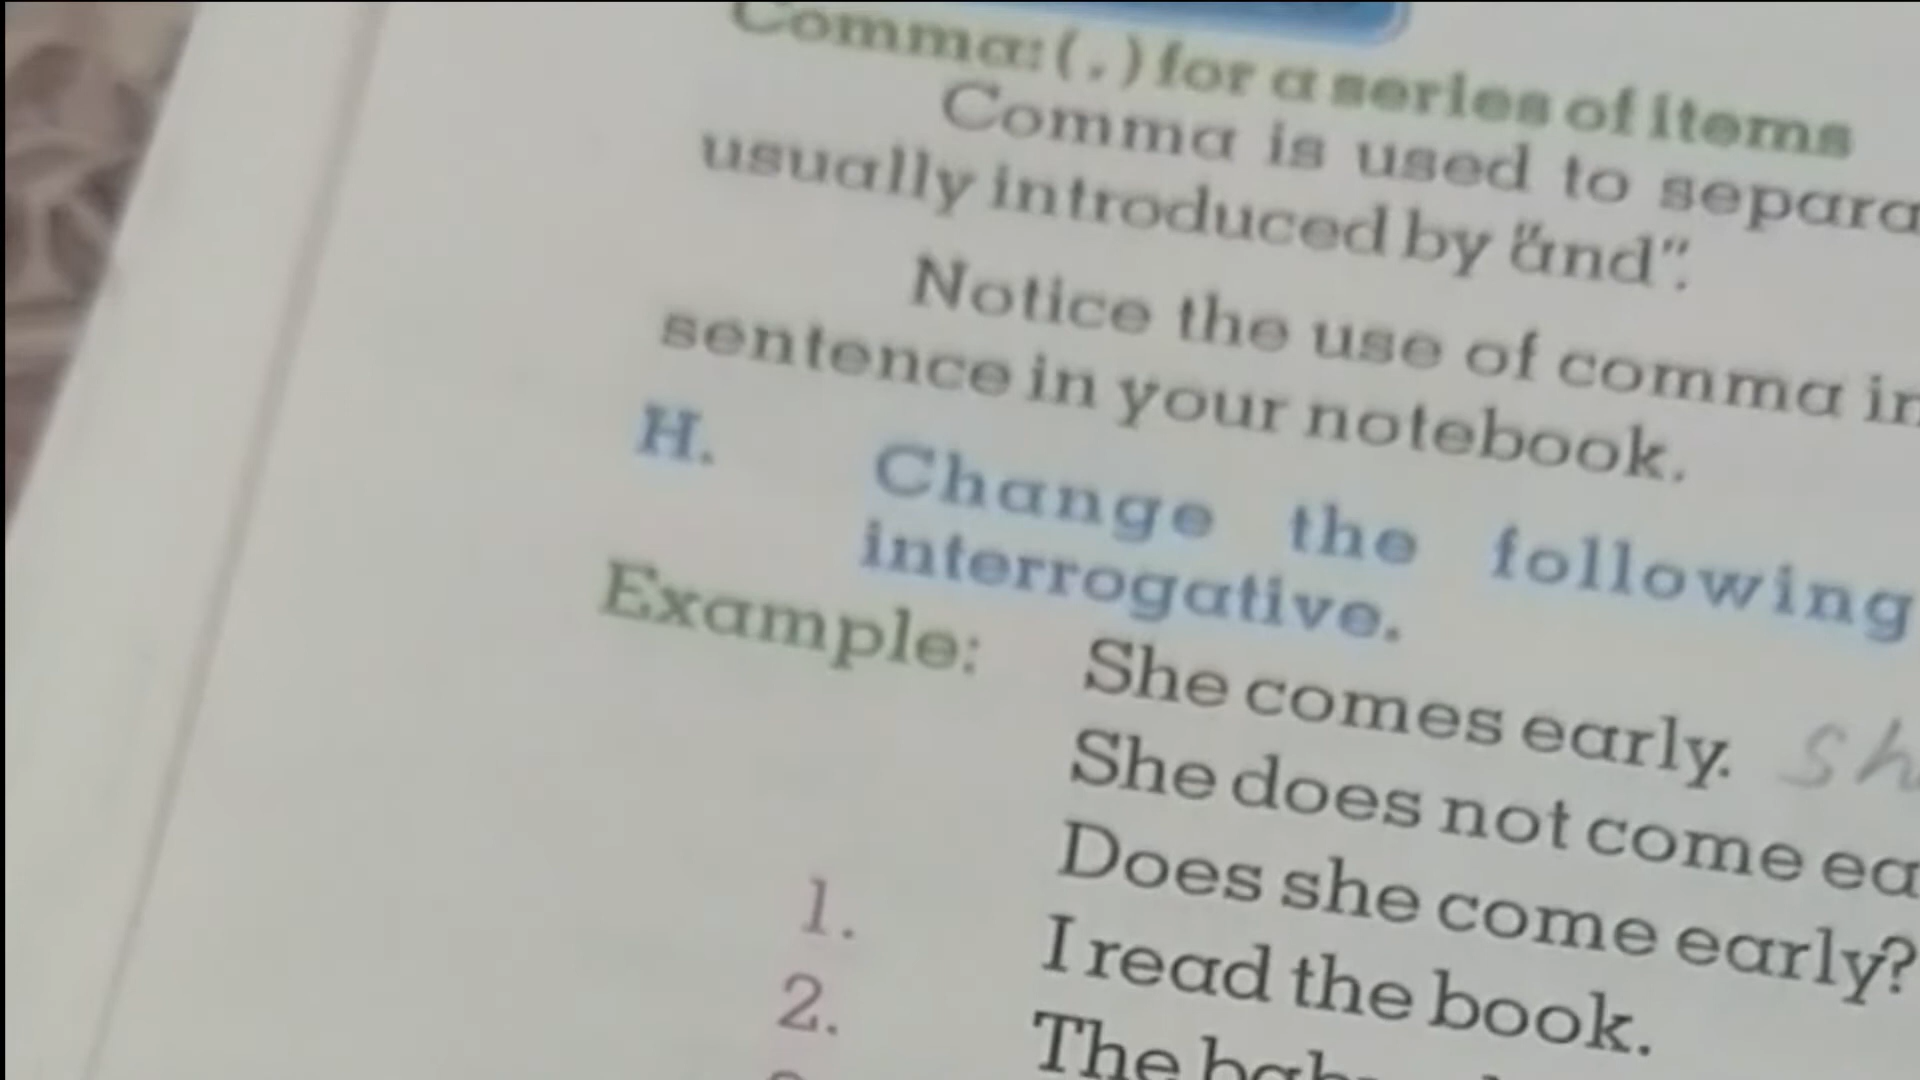 Comma: ( , ) for a series of items
Comma is used to
usually introduced by "and".
Notice the use of comma in
sentence in your notebook.
H. Change the following
interrogative.
Example: She comes early.
She does not come
Does she come early?
1. I read the book.
2. The